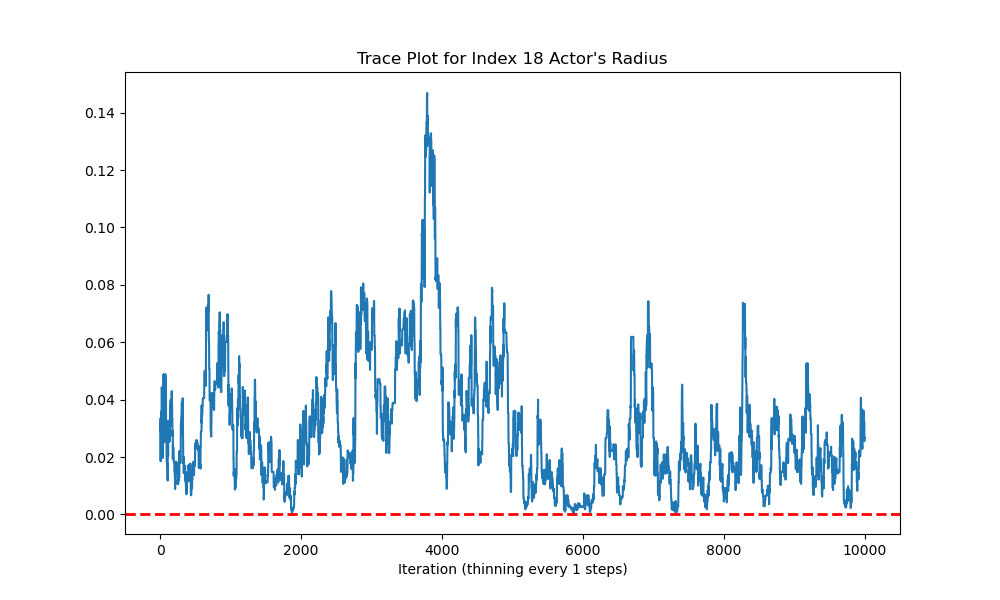 Trace Plot for Index 18 Actor's Radius
0.14
0.12
0.10
0.08
0.06
0.04
0.02
0.00
0 2000 4000 6000 8000 10000
Iteration (thinning every 1 steps)